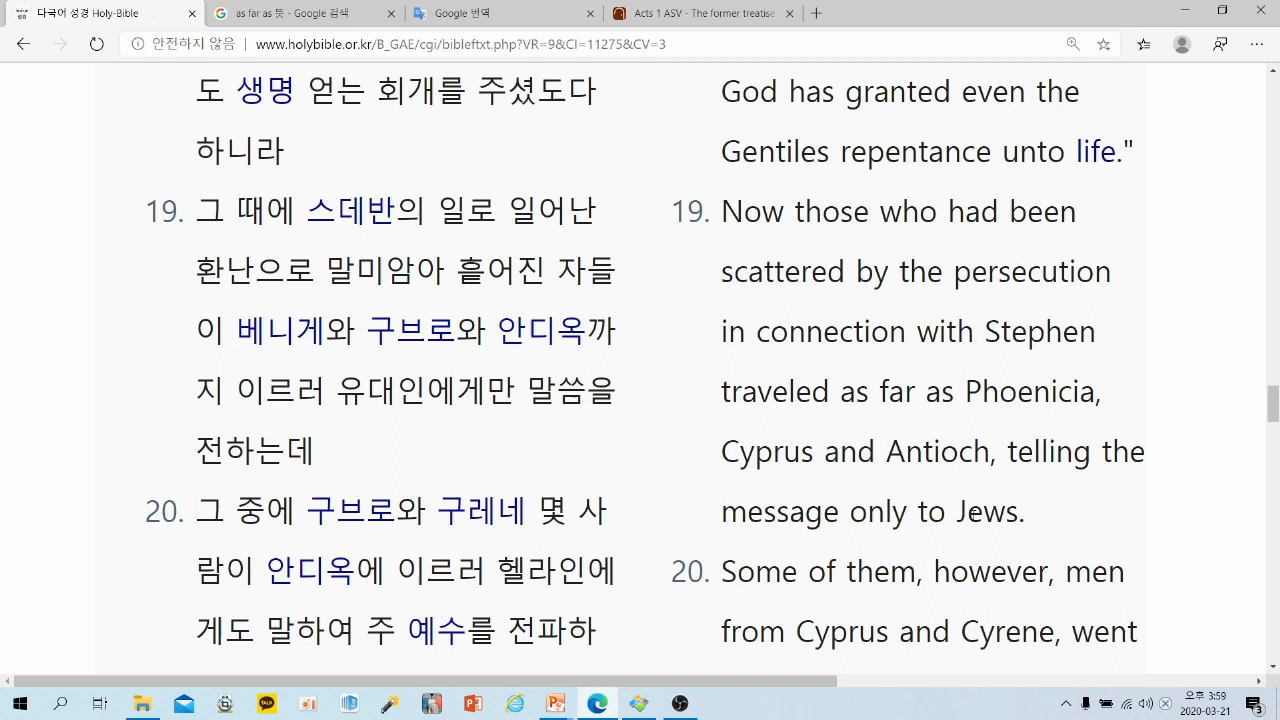 다국어 성경 Holy-Bible
as far as 뜻 - Google 검색
Google 번역
Acts 1 ASV - The former treatise
안전하지 않음
www.holybible.or.kr/B_GAE/cgi/bibleftxt.php?VR=9&CI=11275&CV=3
도 생명 얻는 회개를 주셨도다
하니라
19. 그 때에 스데반의 일로 일어난
환난으로 말미암아 흩어진 자들
이 베니게와 구브로와 안디옥까
지 이르러 유대인에게만 말씀을
전하는데
20. 그 중에 구브로와 구레네 몇 사
람이 안디옥에 이르러 헬라인에
게도 말하여 주 예수를 전파하
God has granted even the
Gentiles repentance unto life."
19. Now those who had been
scattered by the persecution
in connection with Stephen
traveled as far as Phoenicia,
Cyprus and Antioch, telling the
message only to Jews.
20. Some of them, however, men
from Cyprus and Cyrene, went
오후 3:59
2020-03-21